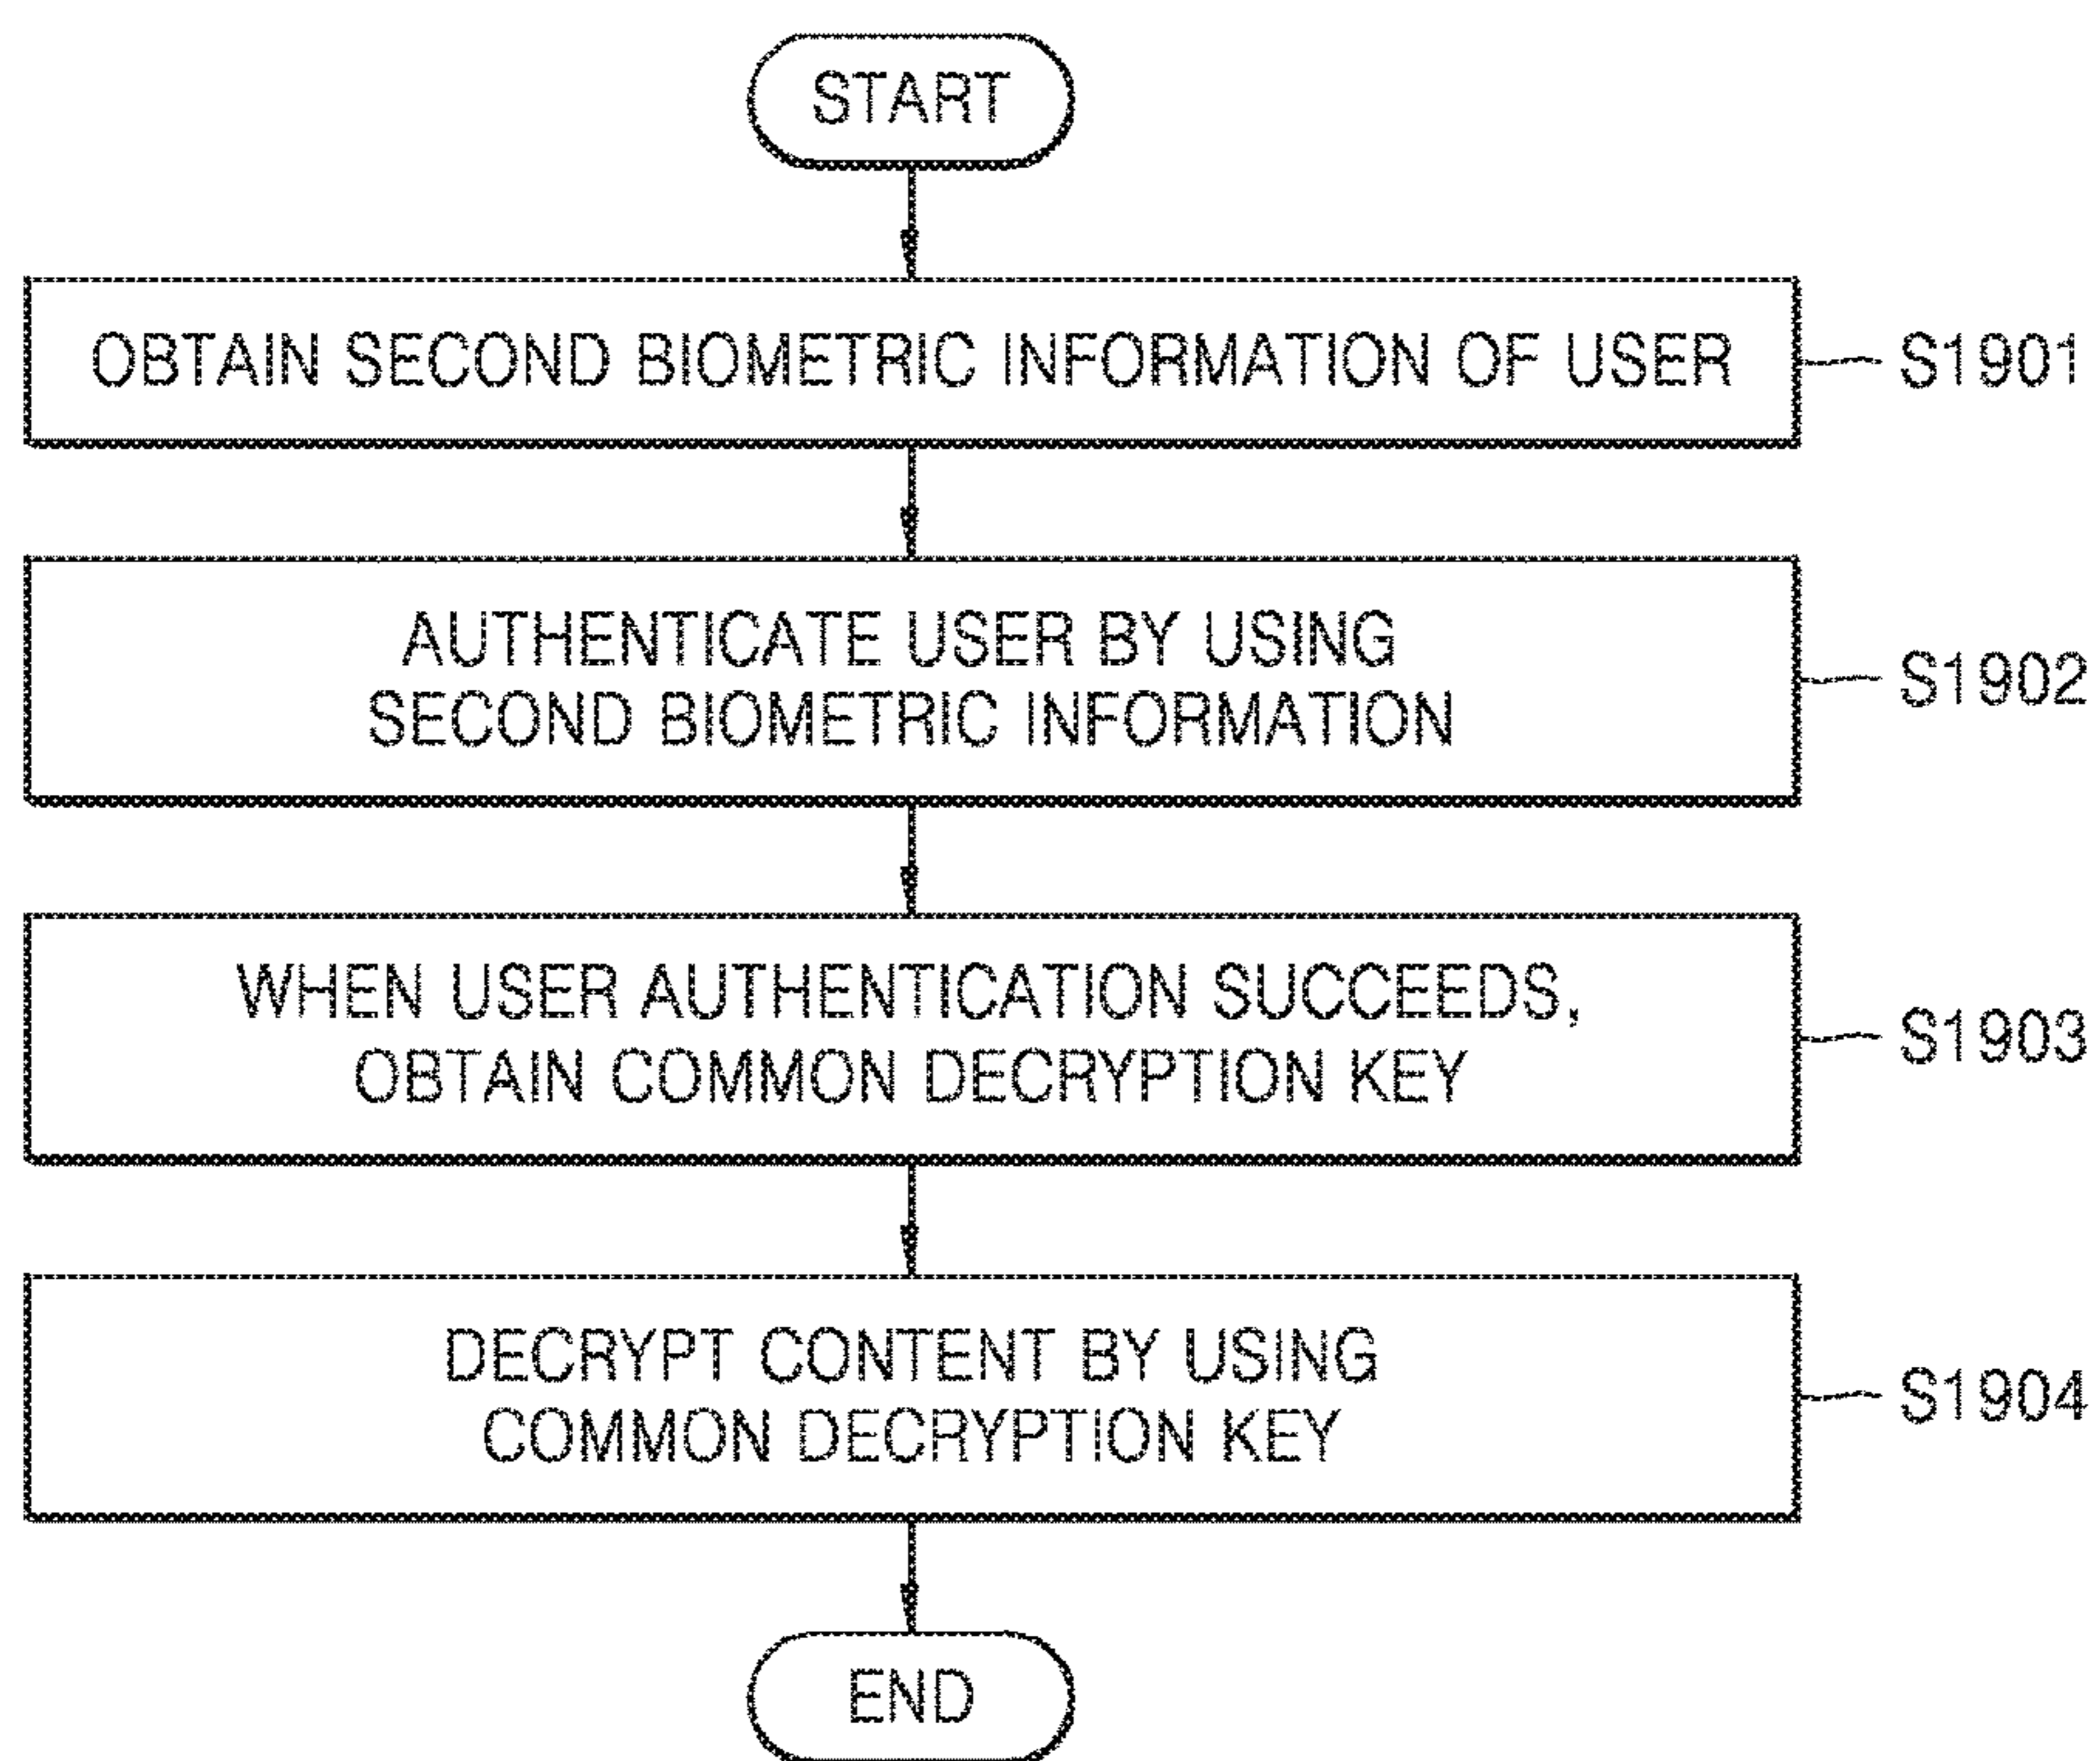 START
OBTAIN SECOND BIOMETRIC INFORMATION OF USER
S1901
AUTHENTICATE USER BY USING
SECOND BIOMETRIC INFORMATION
S1902
WHEN USER AUTHENTICATION SUCCEEDS,
OBTAIN COMMON DECRYPTION KEY
S1903
DECRYPT CONTENT BY USING
COMMON DECRYPTION KEY
S1904
END